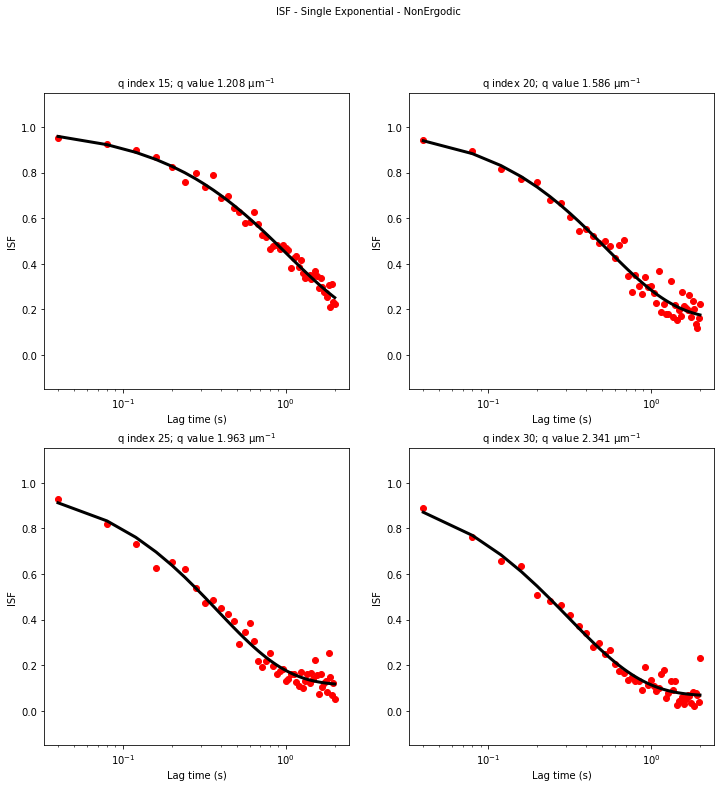 ISF - Single Exponential - NonErgodic
q index 15; q value 1.208 μm⁻¹
q index 20; q value 1.586 μm⁻¹
1.0
0.8
0.6
0.4
0.2
0.0
ISF
10⁻¹
10⁰
Lag time (s)
1.0
0.8
0.6
0.4
0.2
0.0
ISF
10⁻¹
10⁰
Lag time (s)
q index 25; q value 1.963 μm⁻¹
q index 30; q value 2.341 μm⁻¹
1.0
0.8
0.6
0.4
0.2
0.0
ISF
10⁻¹
10⁰
Lag time (s)
1.0
0.8
0.6
0.4
0.2
0.0
ISF
10⁻¹
10⁰
Lag time (s)